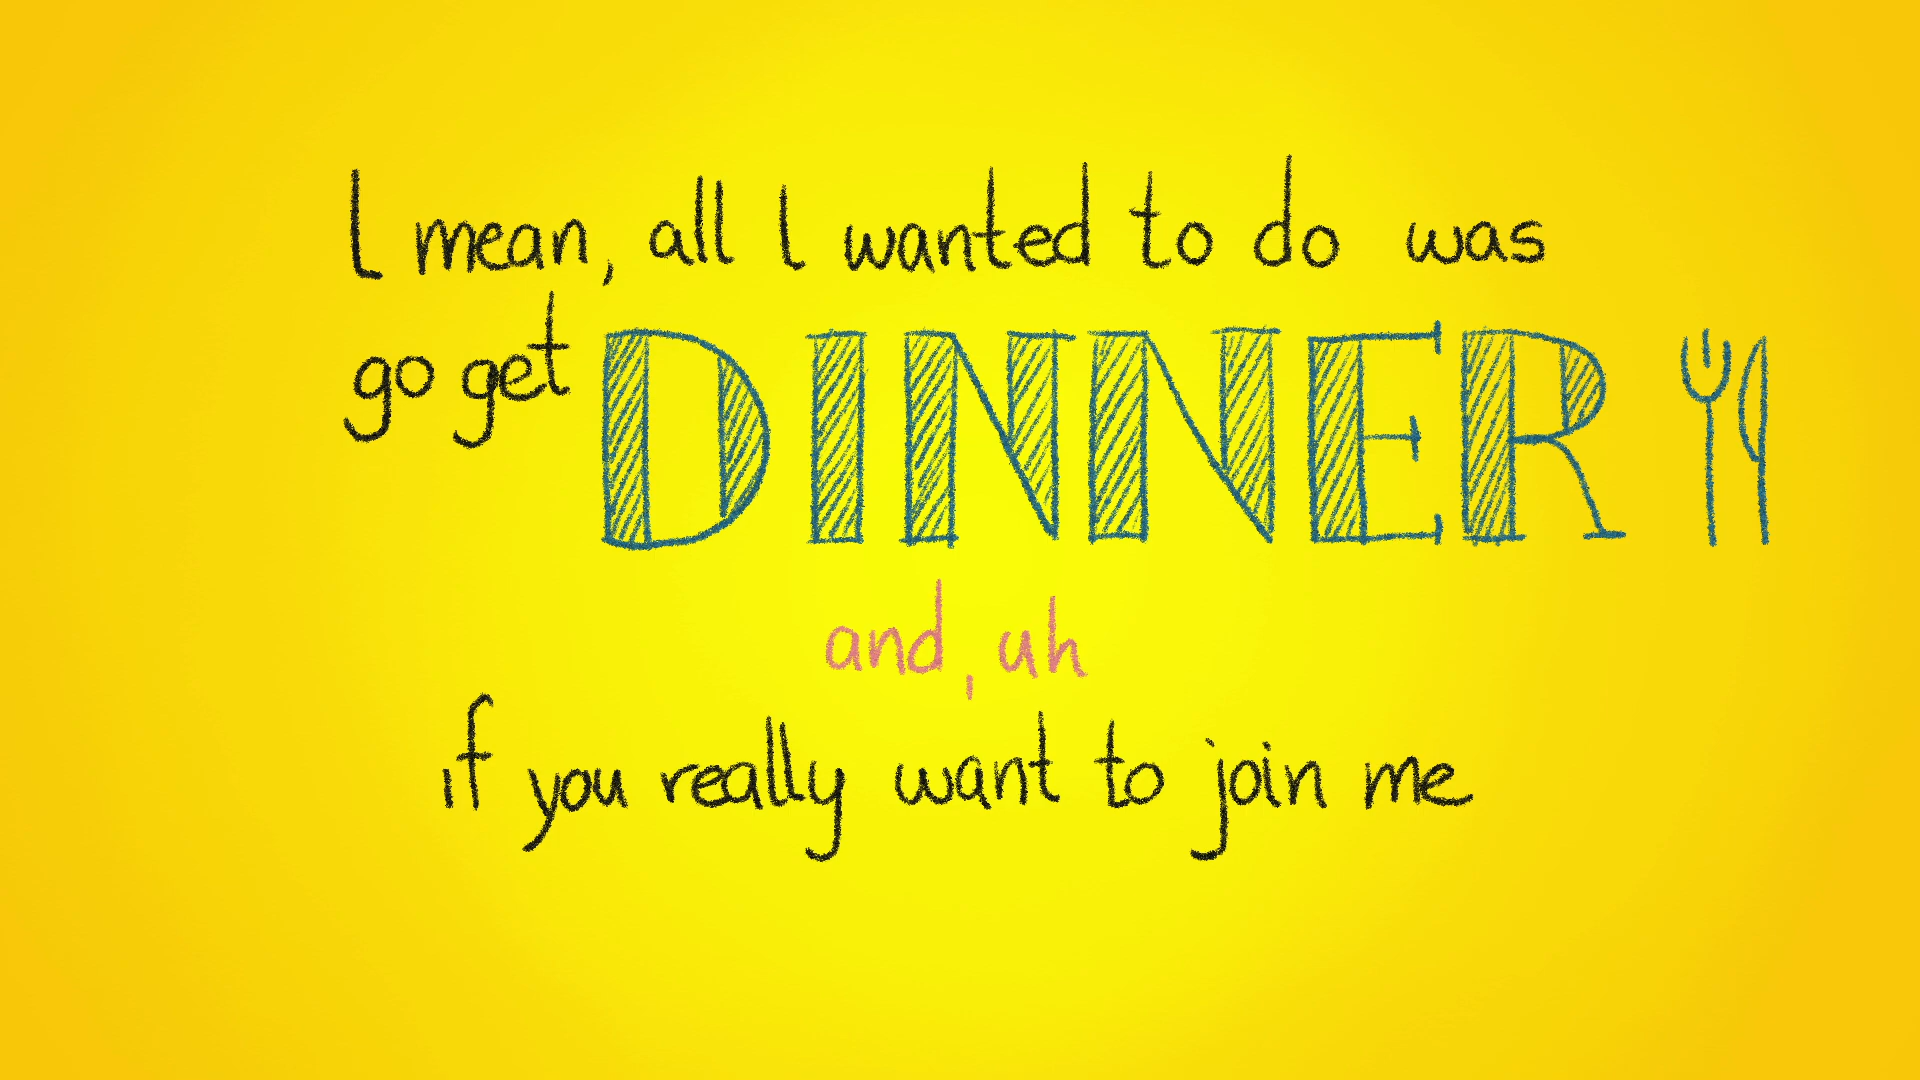 I mean, all I wanted to do was
go get DINNER
and, uh
if you really want to join me